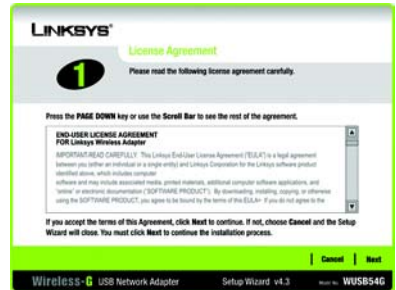 LINKSYS®
License Agreement
1
Please read the following license agreement carefully.
Press the PAGE DOWN key or use the Scroll Bar to see the rest of the agreement.
END-USER LICENSE AGREEMENT
FOR Linksys Wireless Adapter
IMPORTANT-READ CAREFULLY: This Linksys End-User License Agreement ("EULA") is a legal agreement
between you (either an individual or a single entity) and Linksys Corporation for the Linksys software product
identified above, which includes computer
software and may include associated media, printed materials, additional computer software applications, and
"online" or electronic documentation ("SOFTWARE PRODUCT"). By downloading, installing, copying, or otherwise
using the SOFTWARE PRODUCT, you agree to be bound by the terms of this EULA+ If you do not agree to the
If you accept the terms of this Agreement, click Next to continue. If not, choose Cancel and the Setup
Wizard will close. You must click Next to continue the installation process.
Cancel | Next
Wireless-G USB Network Adapter Setup Wizard v4.3 Model No. WUSB54G